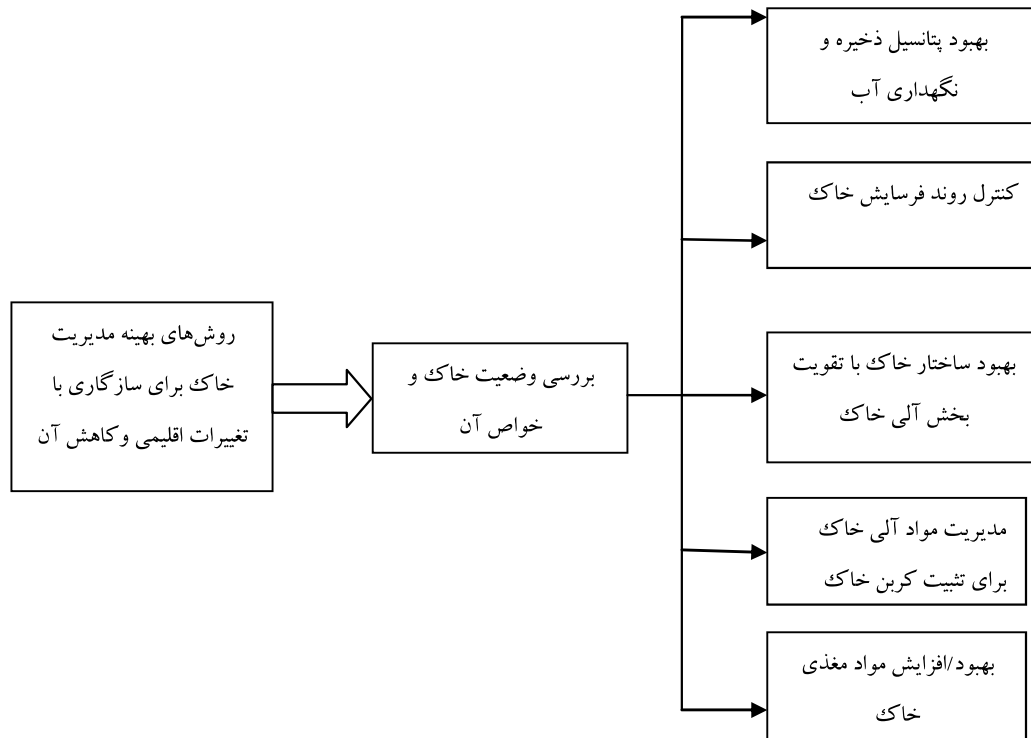 روش‌های بهینه مدیریت
خاک برای سازگاری با
تغییرات اقلیمی و کاهش آن
بررسی وضعیت خاک و
خواص آن
بهبود پتانسیل ذخیره و
نگهداری آب
کنترل روند فرسایش خاک
بهبود ساختار خاک با تقویت
بخش آلی خاک
مدیریت مواد آلی خاک
برای تثبیت کربن خاک
بهبود/افزایش مواد مغذی
خاک